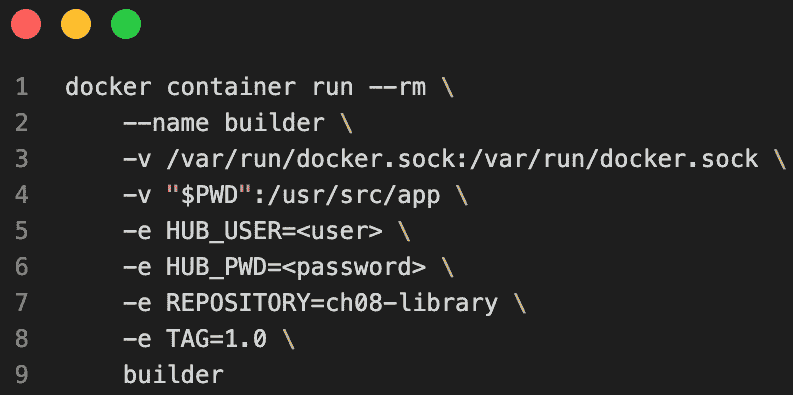 1 docker container run --rm \
2 --name builder \
3 -v /var/run/docker.sock:/var/run/docker.sock \
4 -v "$PWD":/usr/src/app \
5 -e HUB_USER=<user> \
6 -e HUB_PWD=<password> \
7 -e REPOSITORY=ch08-library \
8 -e TAG=1.0 \
9 builder